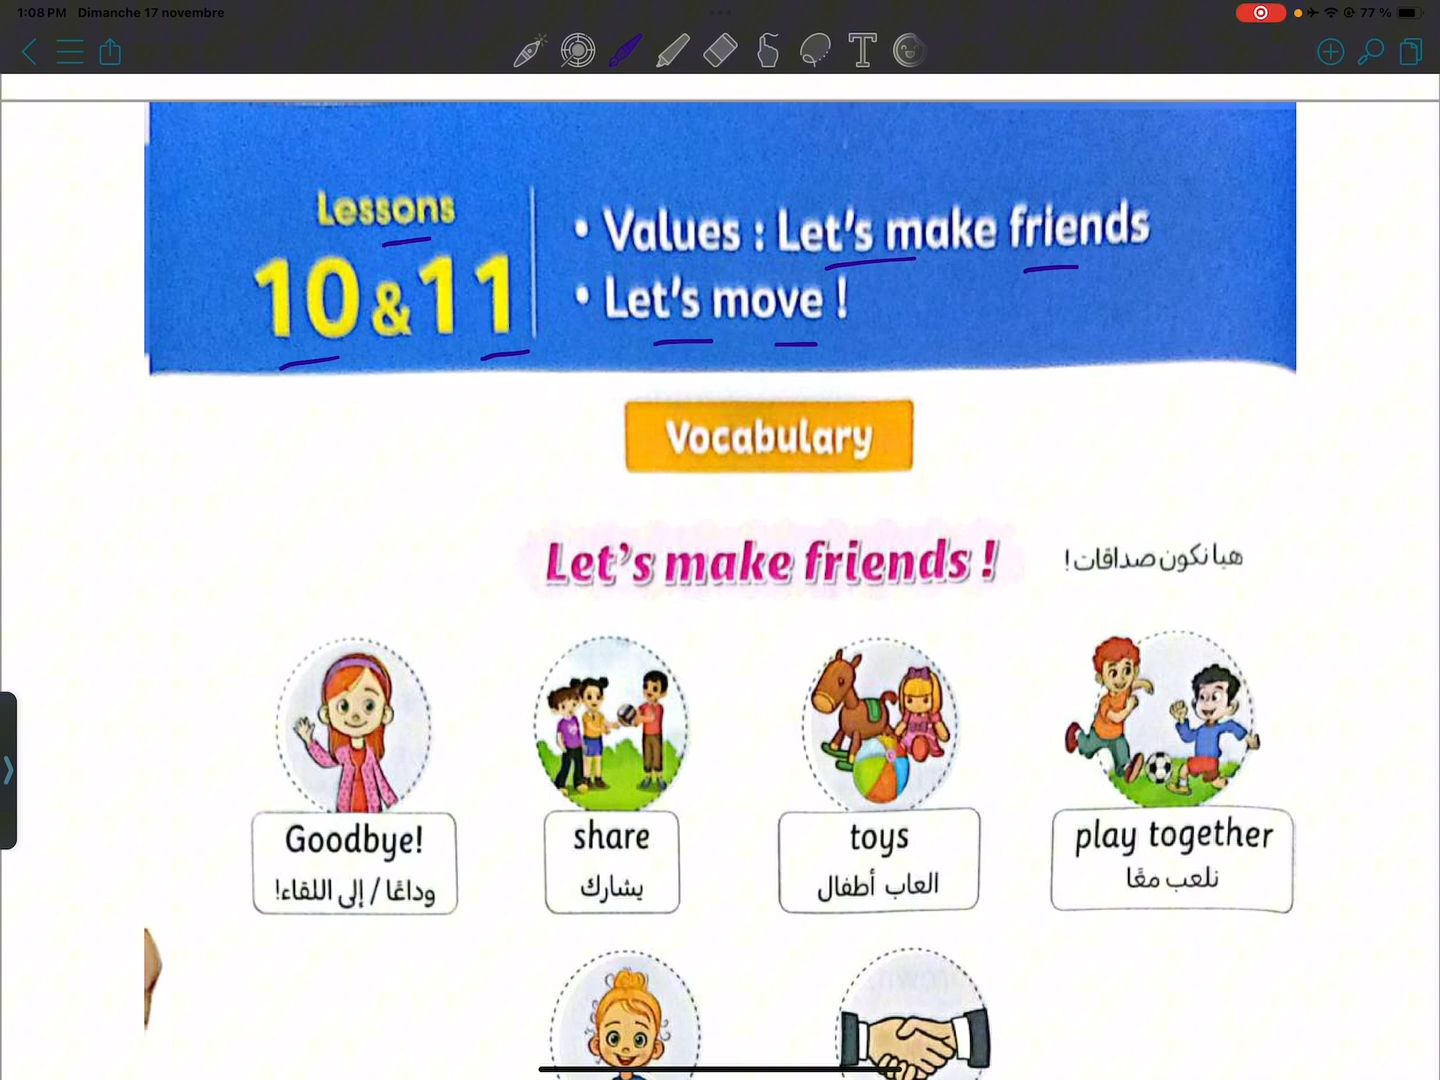 1:08 PM Dimanche 17 novembre
77 %
Lessons
10 & 11
• Values : Let's make friends
• Let's move !
Vocabulary
Let's make friends !
هيا نكون صداقات!
Goodbye!
وداعًا / إلى اللقاء!
share
يشارك
toys
العاب أطفال
play together
نلعب معًا